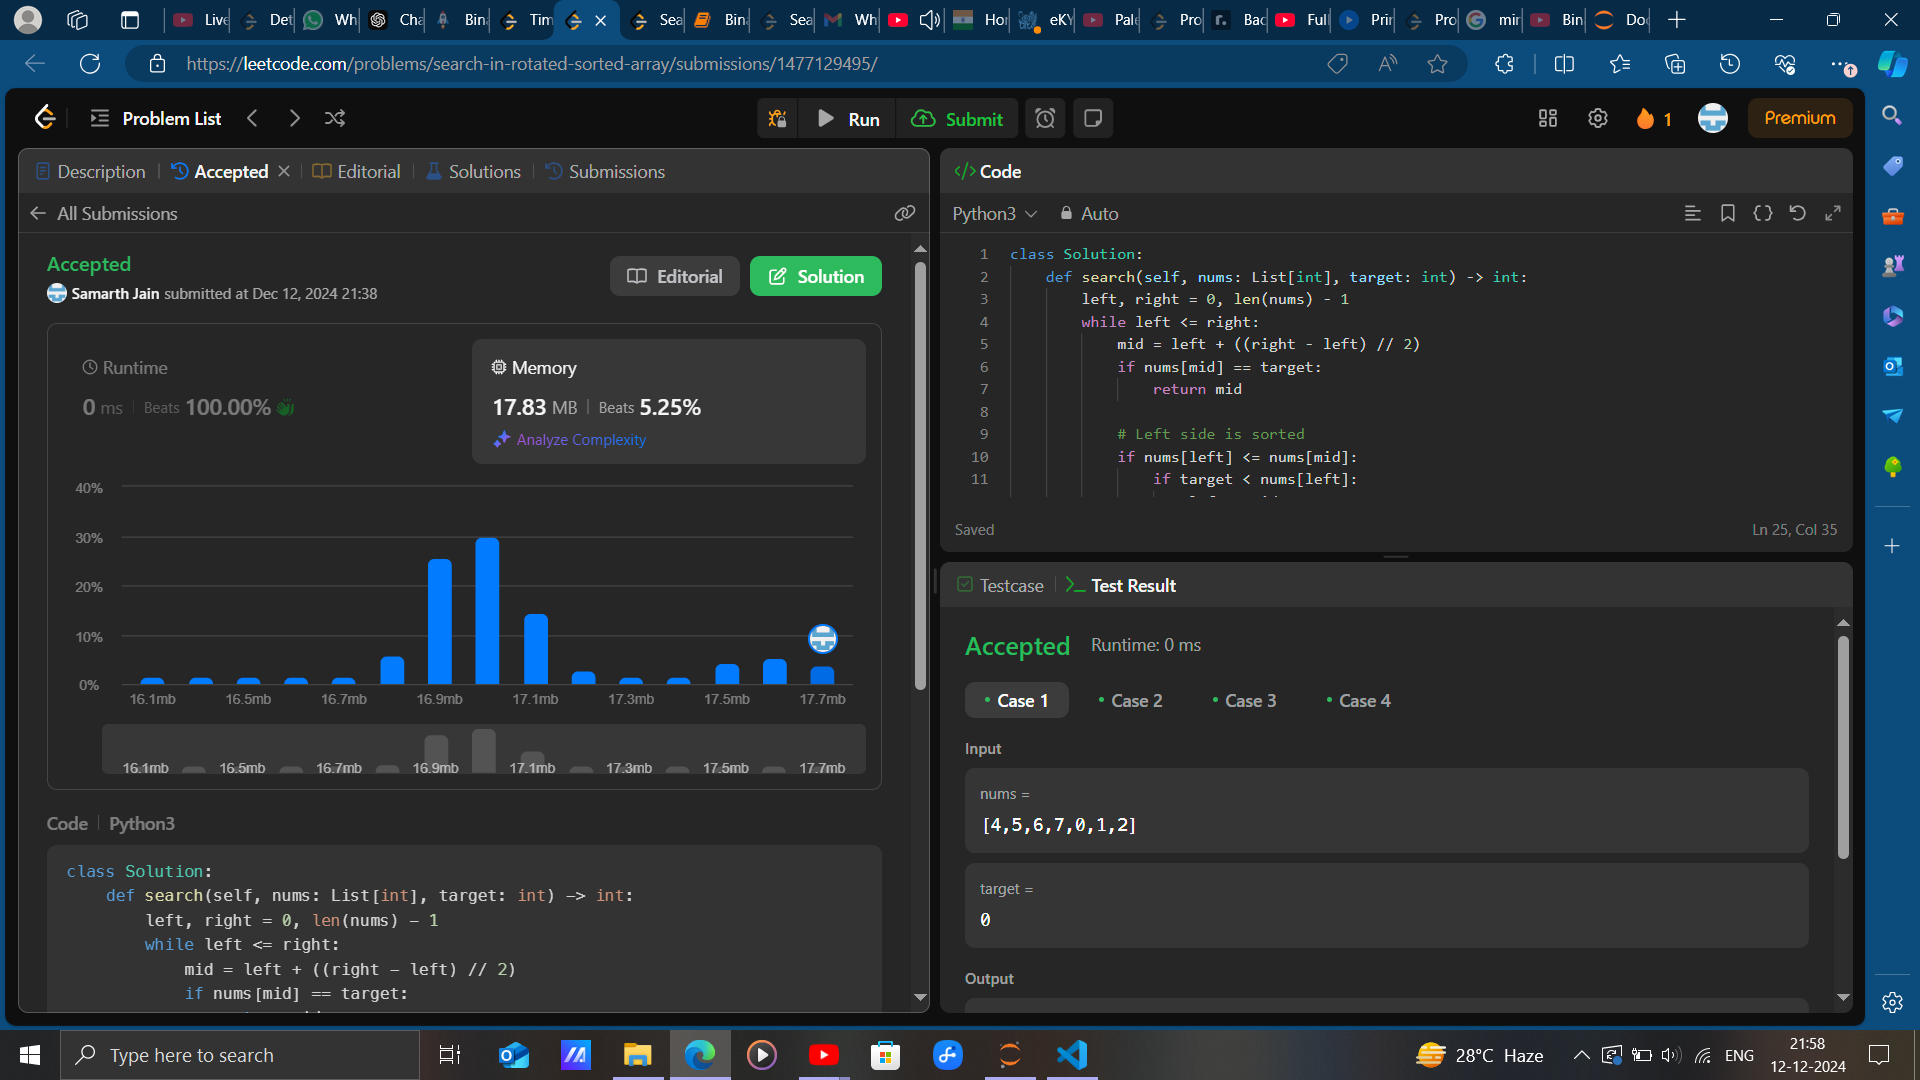 Live
Det
Wh
Cha
Bina
Tim
Sea
Bina
Sea
Why
Hor
eKY
Pale
Pro
Bac
Full
Prin
Pro
mir
Bin
Doc
https://leetcode.com/problems/search-in-rotated-sorted-array/submissions/1477129495/
Problem List
Run
Submit
1
Premium
Description
Accepted
Editorial
Solutions
Submissions
All Submissions
Accepted
Samarth Jain submitted at Dec 12, 2024 21:38
Editorial
Solution
Runtime
0 ms
Beats 100.00%
Memory
17.83 MB
Beats 5.25%
Analyze Complexity
40%
30%
20%
10%
0%
16.1mb 16.5mb 16.7mb 16.9mb 17.1mb 17.3mb 17.5mb 17.7mb
16.1mb 16.5mb 16.7mb 16.9mb 17.1mb 17.3mb 17.5mb 17.7mb
Code
Python3
class Solution:
def search(self, nums: List[int], target: int) -> int:
left, right = 0, len(nums) - 1
while left <= right:
mid = left + ((right - left) // 2)
if nums[mid] == target:
Code
Python3
Auto
1 class Solution:
2 def search(self, nums: List[int], target: int) -> int:
3 left, right = 0, len(nums) - 1
4 while left <= right:
5 mid = left + ((right - left) // 2)
6 if nums[mid] == target:
7 return mid
8
9 # Left side is sorted
10 if nums[left] <= nums[mid]:
11 if target < nums[left]:
Saved
Ln 25, Col 35
Testcase
Test Result
Accepted
Runtime: 0 ms
Case 1
Case 2
Case 3
Case 4
Input
nums =
[4,5,6,7,0,1,2]
target =
0
Output
Type here to search
28°C Haze
ENG
21:58
12-12-2024